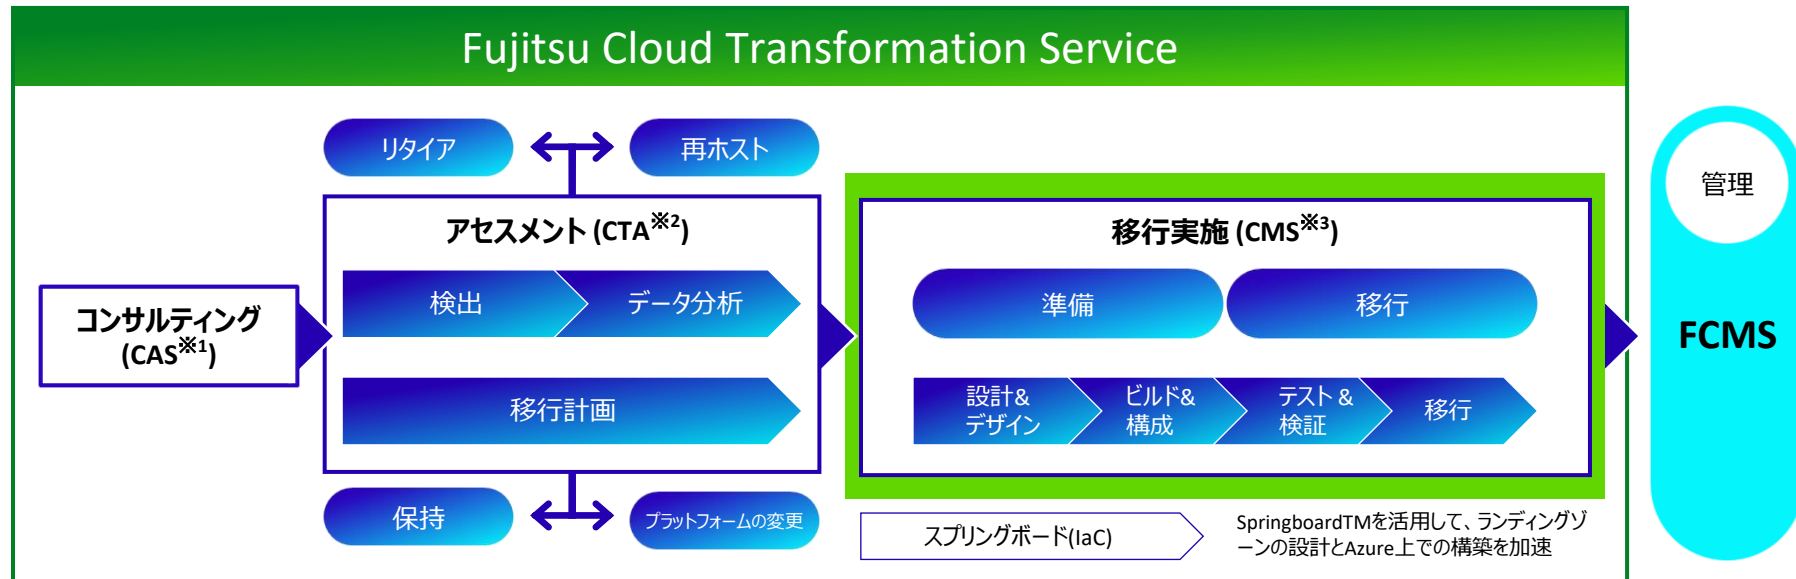 Fujitsu Cloud Transformation Service
リタイア
再ホスト
アセスメント (CTA※2)
検出
データ分析
移行計画
保持
プラットフォームの変更
コンサルティング
(CAS※1)
移行実施 (CMS※3)
準備
移行
設計&
デザイン
ビルド&
構成
テスト &
検証
移行
スプリングボード(IaC)
SpringboardTMを活用して、ランディングゾ
ーンの設計とAzure上での構築を加速
管理
FCMS